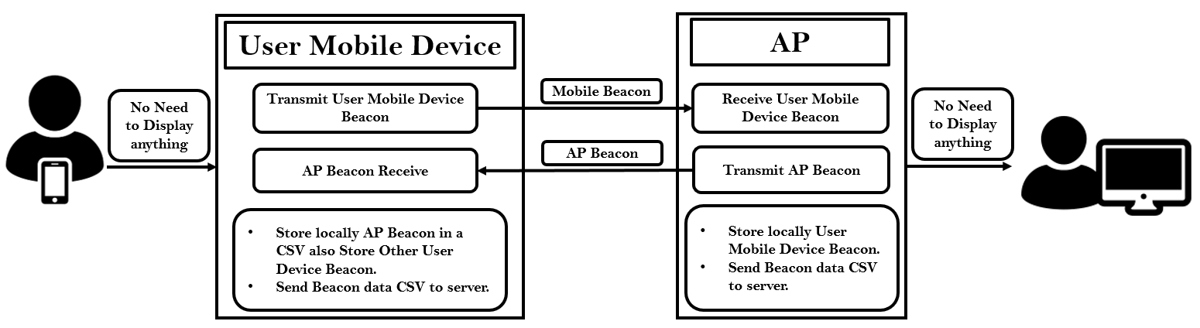 User Mobile Device
AP
No Need
to Display
anything
Transmit User Mobile Device
Beacon
Mobile Beacon
Receive User Mobile
Device Beacon
No Need
to Display
anything
AP Beacon Receive
AP Beacon
Transmit AP Beacon
• Store locally AP Beacon in a
CSV also Store Other User
Device Beacon.
• Send Beacon data CSV to server.
• Store locally User
Mobile Device Beacon.
• Send Beacon data CSV
to server.